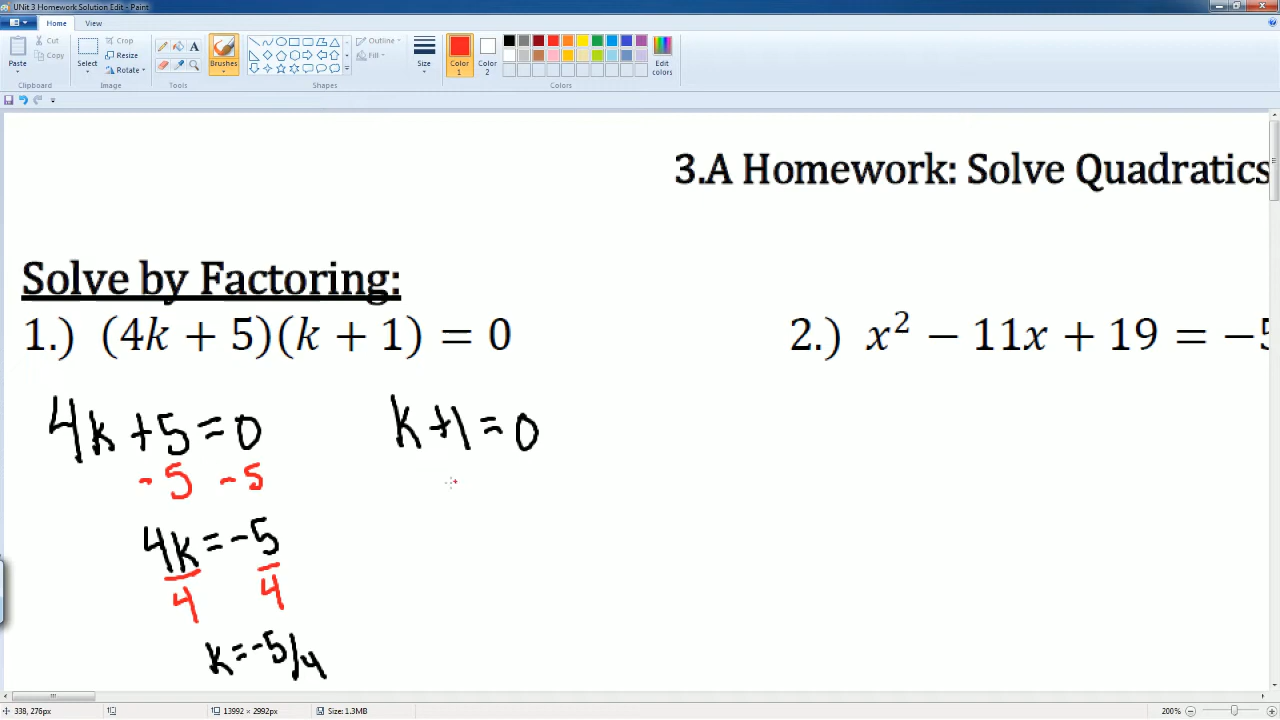 UNit 3 Homework Solution Edit - Paint
Home View
Paste Cut Copy Clipboard
Select Crop Resize Rotate Image
A Tools
Brushes
Outline Fill Shapes
Size
Color 1 Color 2 Edit colors Colors
3.A Homework: Solve Quadratics
Solve by Factoring:
1.) (4k + 5)(k + 1) = 0
2.) x² − 11x + 19 = −5
4k+5=0
k+1=0
-5 -5
4k=-5
4 4
k=-5/4
338, 276px 13992 × 2992px Size: 1.3MB 200%